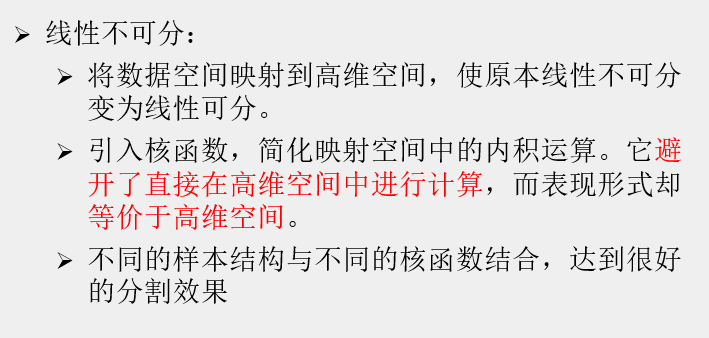 线性不可分：
将数据空间映射到高维空间，使原本线性不可分
变为线性可分。
引入核函数，简化映射空间中的内积运算。它避
开了直接在高维空间中进行计算，而表现形式却
等价于高维空间。
不同的样本结构与不同的核函数结合，达到很好
的分割效果